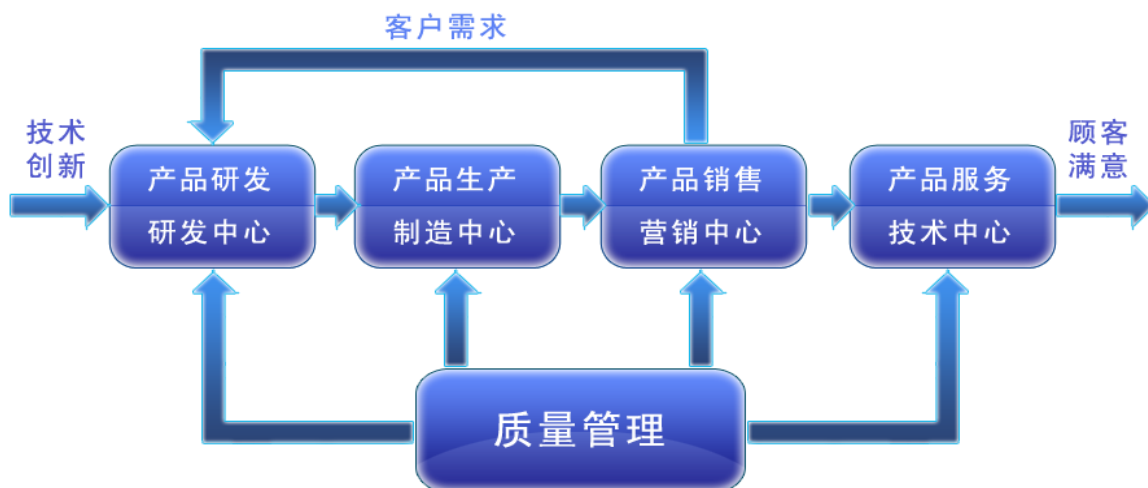 客户需求
技术
创新
产品研发
研发中心
产品生产
制造中心
产品销售
营销中心
产品服务
技术中心
顾客
满意
质量管理